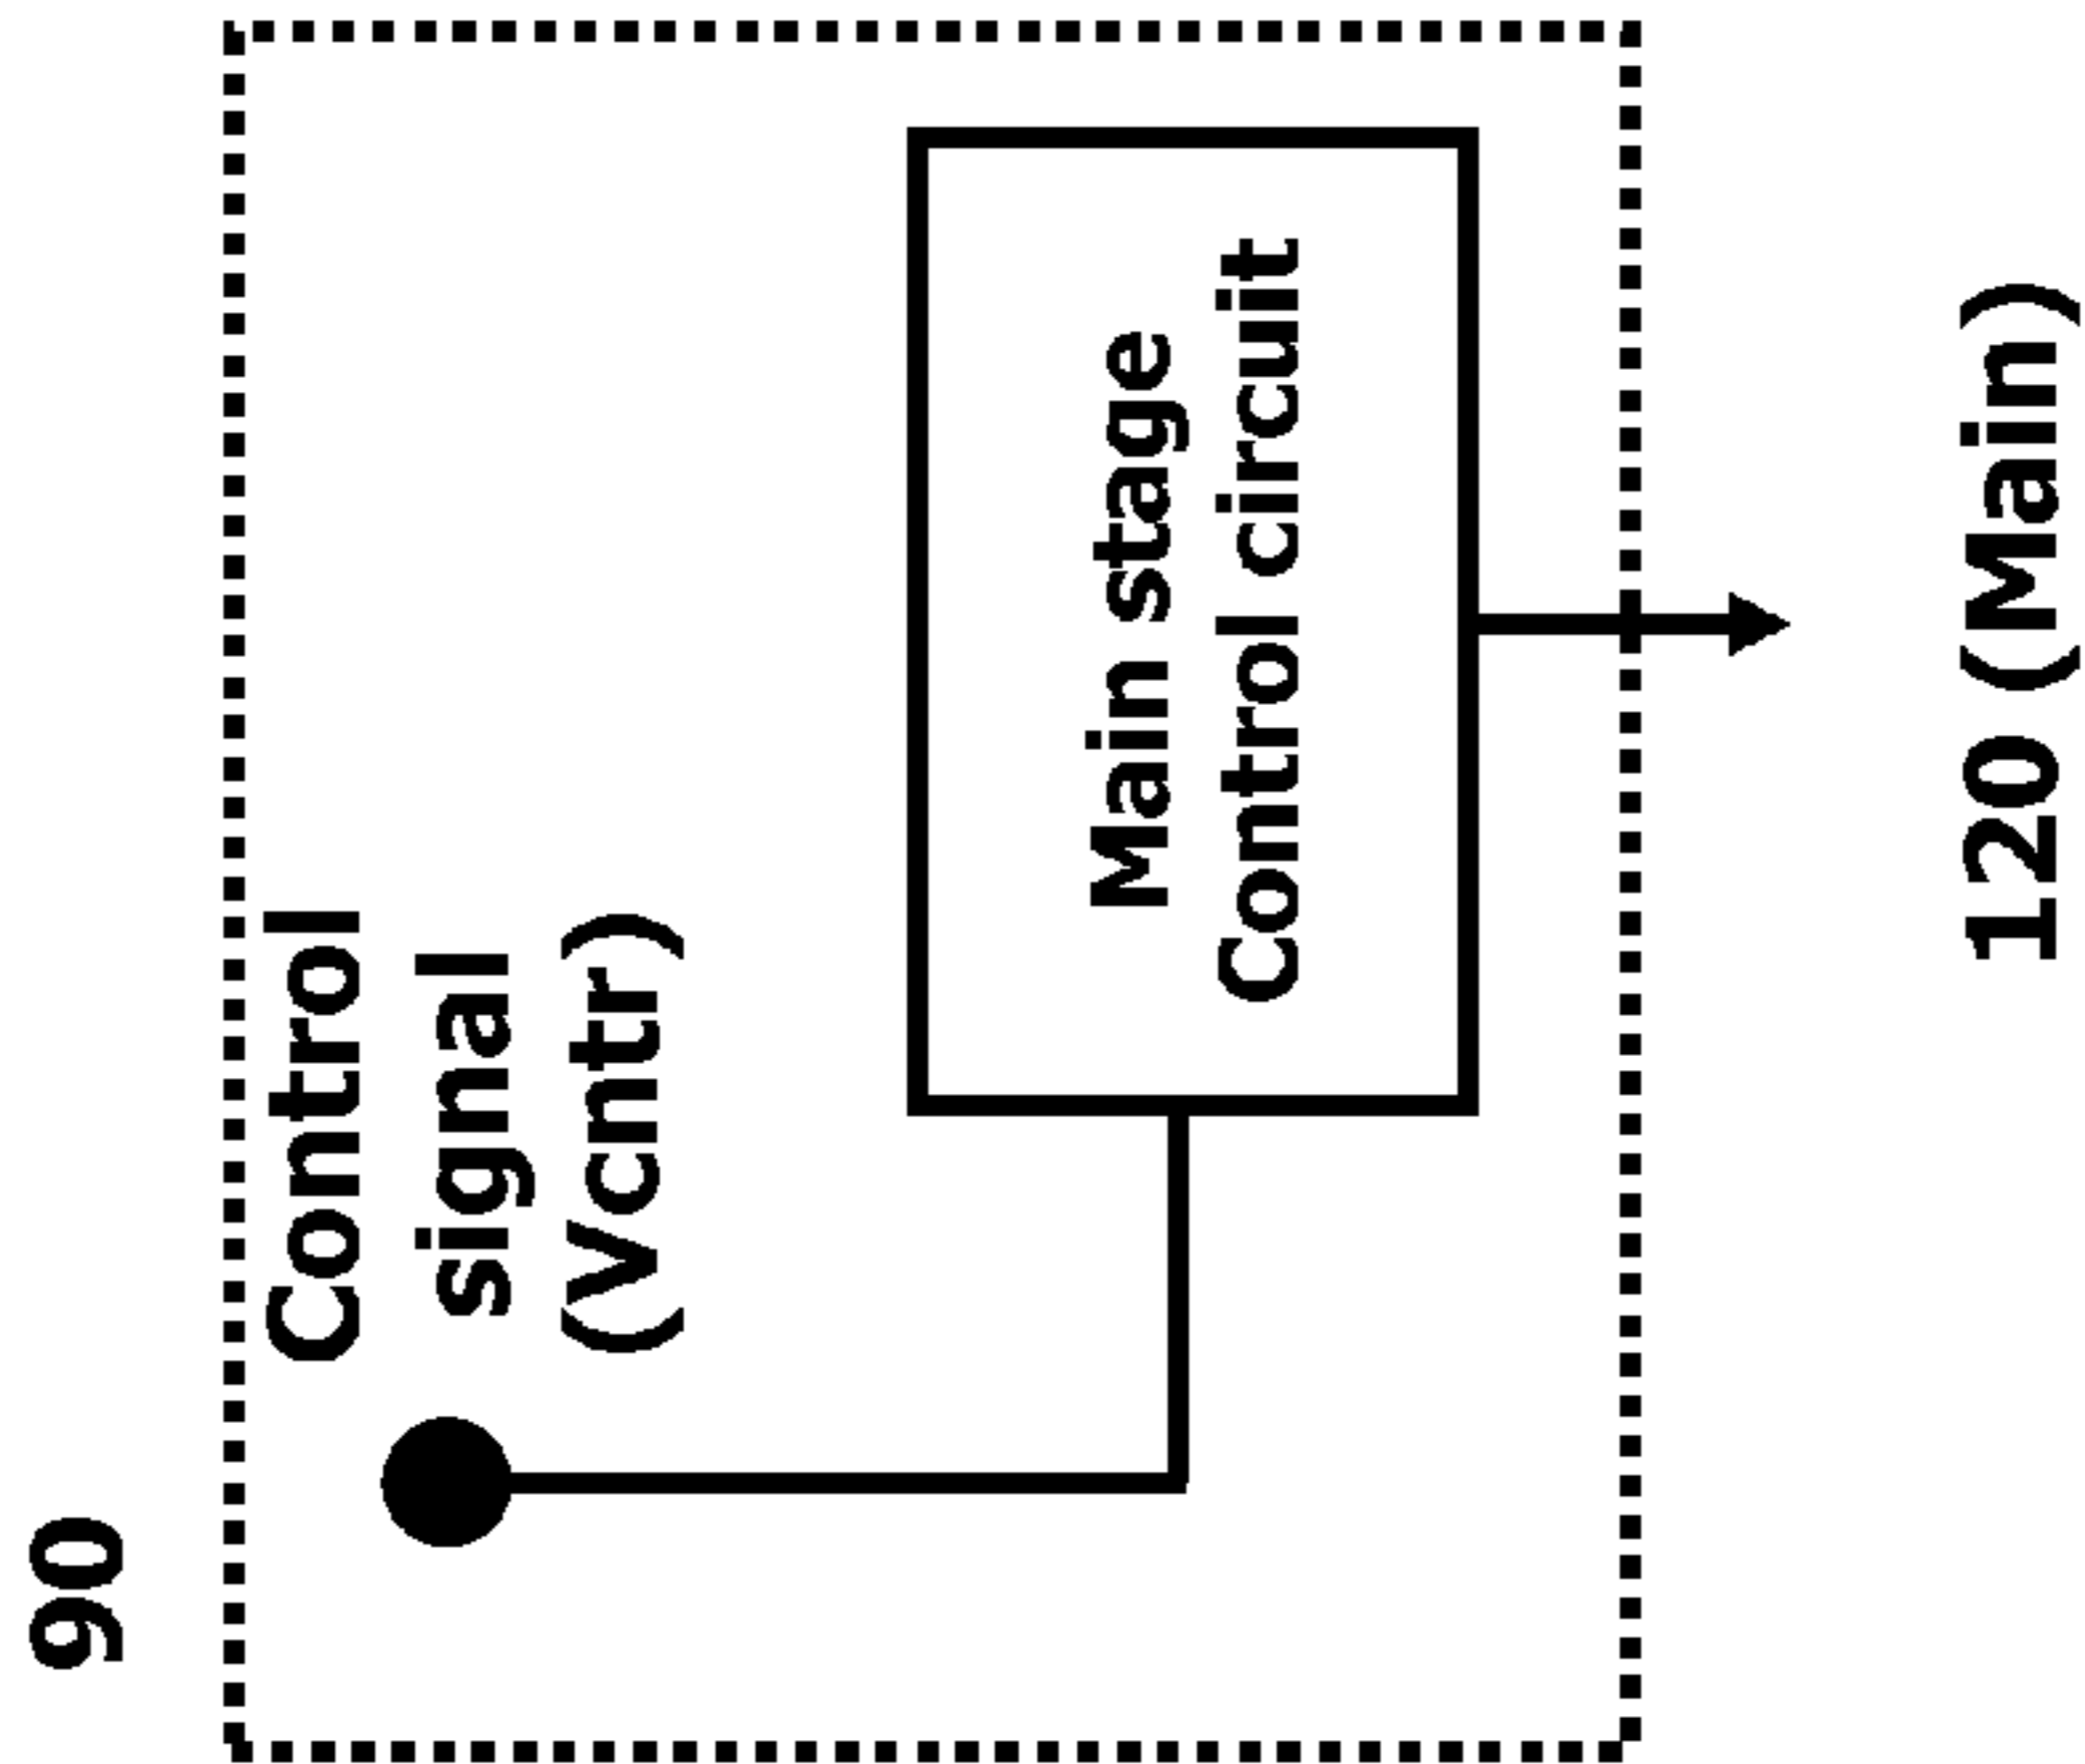 90
Control
signal
(Vcntr)
Main stage
Control circuit
120 (Main)